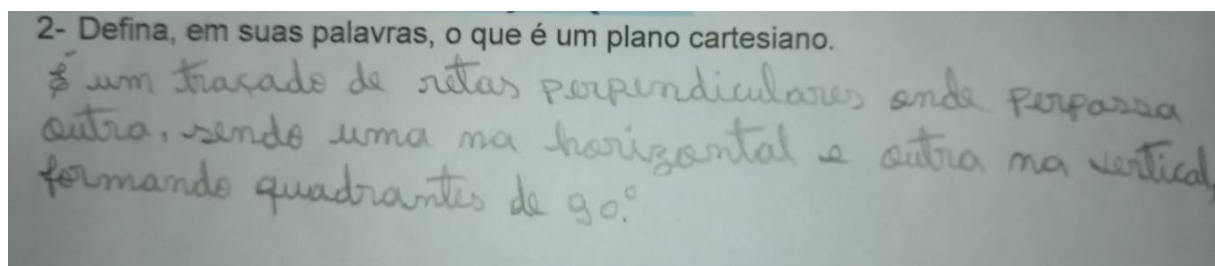 2- Defina, em suas palavras, o que é um plano cartesiano.
É um traçado de retas perpendiculares onde perpassa
outra, sendo uma na horizontal e outra na vertical,
formando quadrantes de 90.°